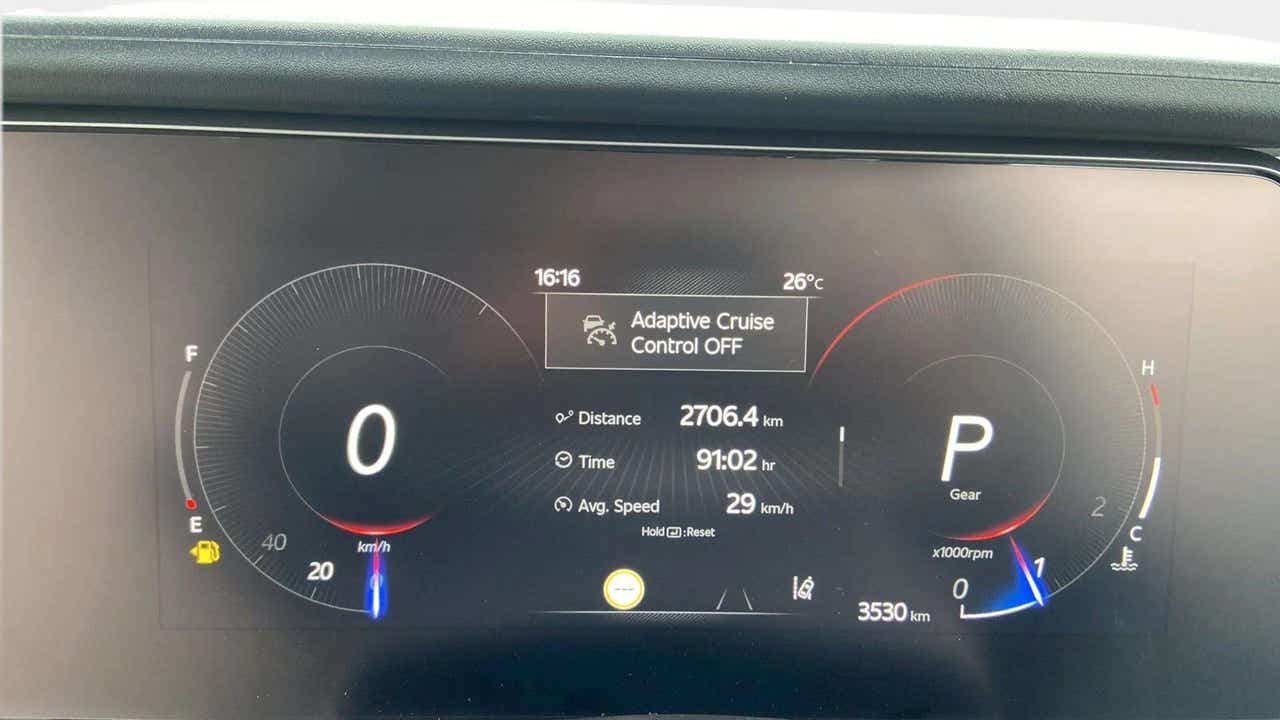 16:16
26°C
Adaptive Cruise
Control OFF
F
H
Distance 2706.4 km
0
P
Time 91:02 hr
Gear
Avg. Speed 29 km/h
2
E
Hold :Reset
C
40
km/h
x1000rpm
20
1
---
0
3530 km